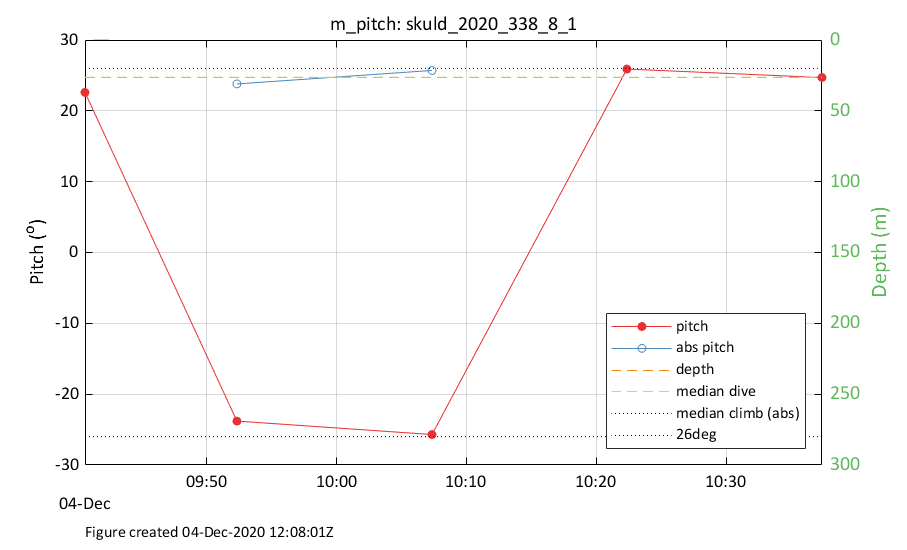 m_pitch: skuld_2020_338_8_1
30
20
10
0
-10
-20
-30
Pitch (º)
0
50
100
150
200
250
300
Depth (m)
pitch
abs pitch
depth
median dive
median climb (abs)
26deg
09:50 10:00 10:10 10:20 10:30
04-Dec
Figure created 04-Dec-2020 12:08:01Z